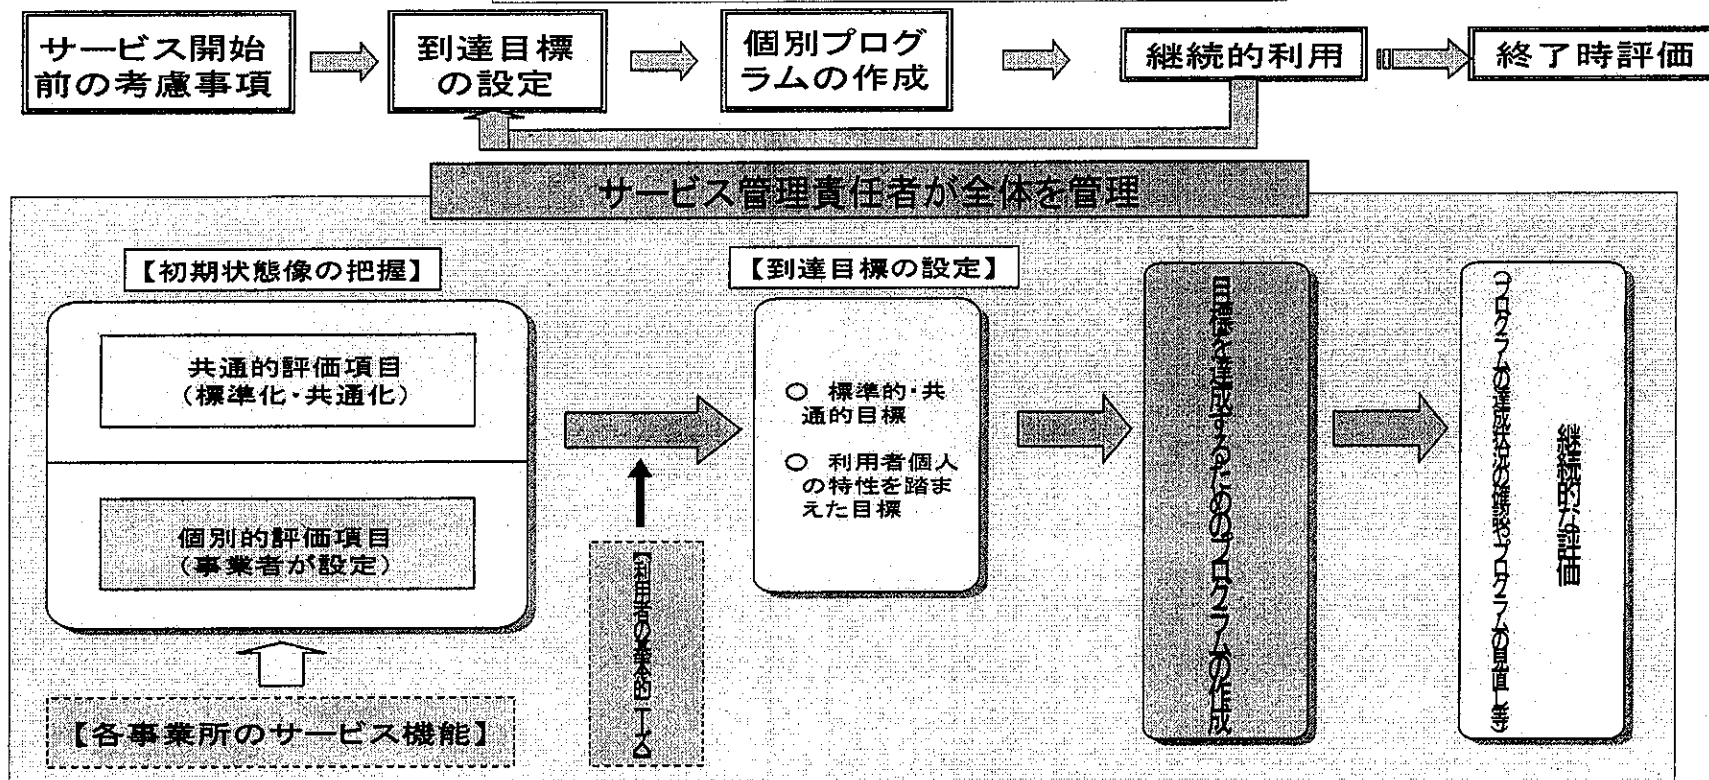 サービス開始
前の考慮事項
到達目標
の設定
個別プログ
ラムの作成
継続的利用
終了時評価
サービス管理責任者が全体を管理
【初期状態像の把握】
共通的評価項目
(標準化・共通化)
個別的評価項目
(事業者が設定)
【各事業所のサービス機能】
【利用者の基本的ニーズ】
【到達目標の設定】
○ 標準的・共
通的目標
○ 利用者個人
の特性を踏ま
えた目標
目標を達成するためのプログラムの作成
継続的な評価
(プログラムの達成状況の確認やプログラムの見直し等)